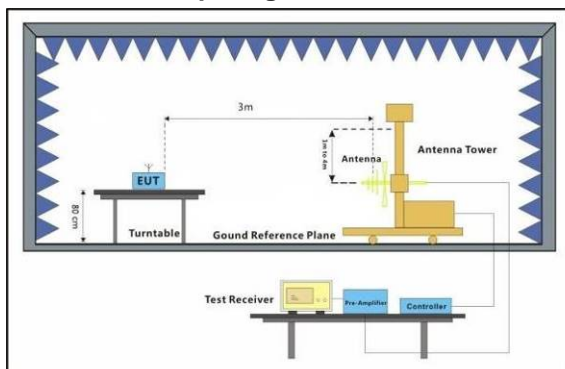 3m
1m to 4m
Antenna
Antenna Tower
EUT
80 cm
Turntable
Gound Reference Plane
Test Receiver
Pre-Amplifier
Controller